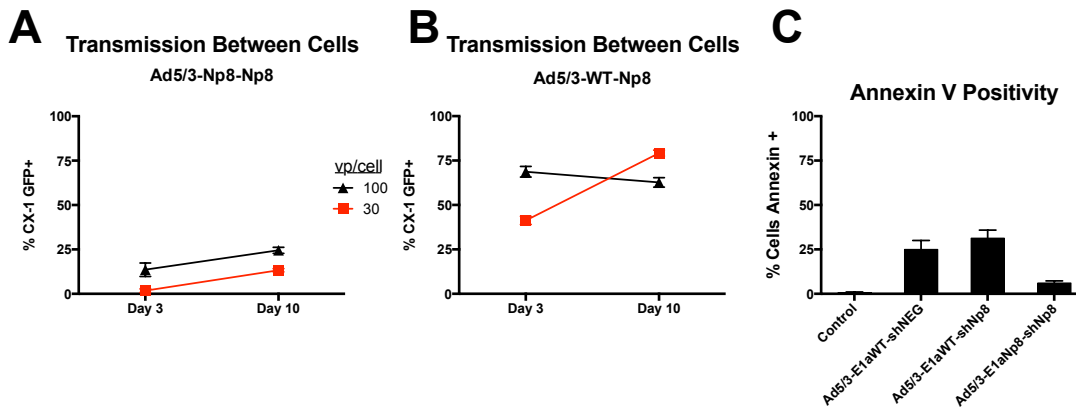 A
Transmission Between Cells
Ad5/3-Np8-Np8
% CX-1 GFP+
100
75
50
25
0
Day 3
Day 10
vp/cell
100
30
B
Transmission Between Cells
Ad5/3-WT-Np8
% CX-1 GFP+
100
75
50
25
0
Day 3
Day 10
C
Annexin V Positivity
% Cells Annexin +
100
75
50
25
0
Control
Ad5/3-E1aWT-shNEG
Ad5/3-E1aWT-shNp8
Ad5/3-E1aNp8-shNp8